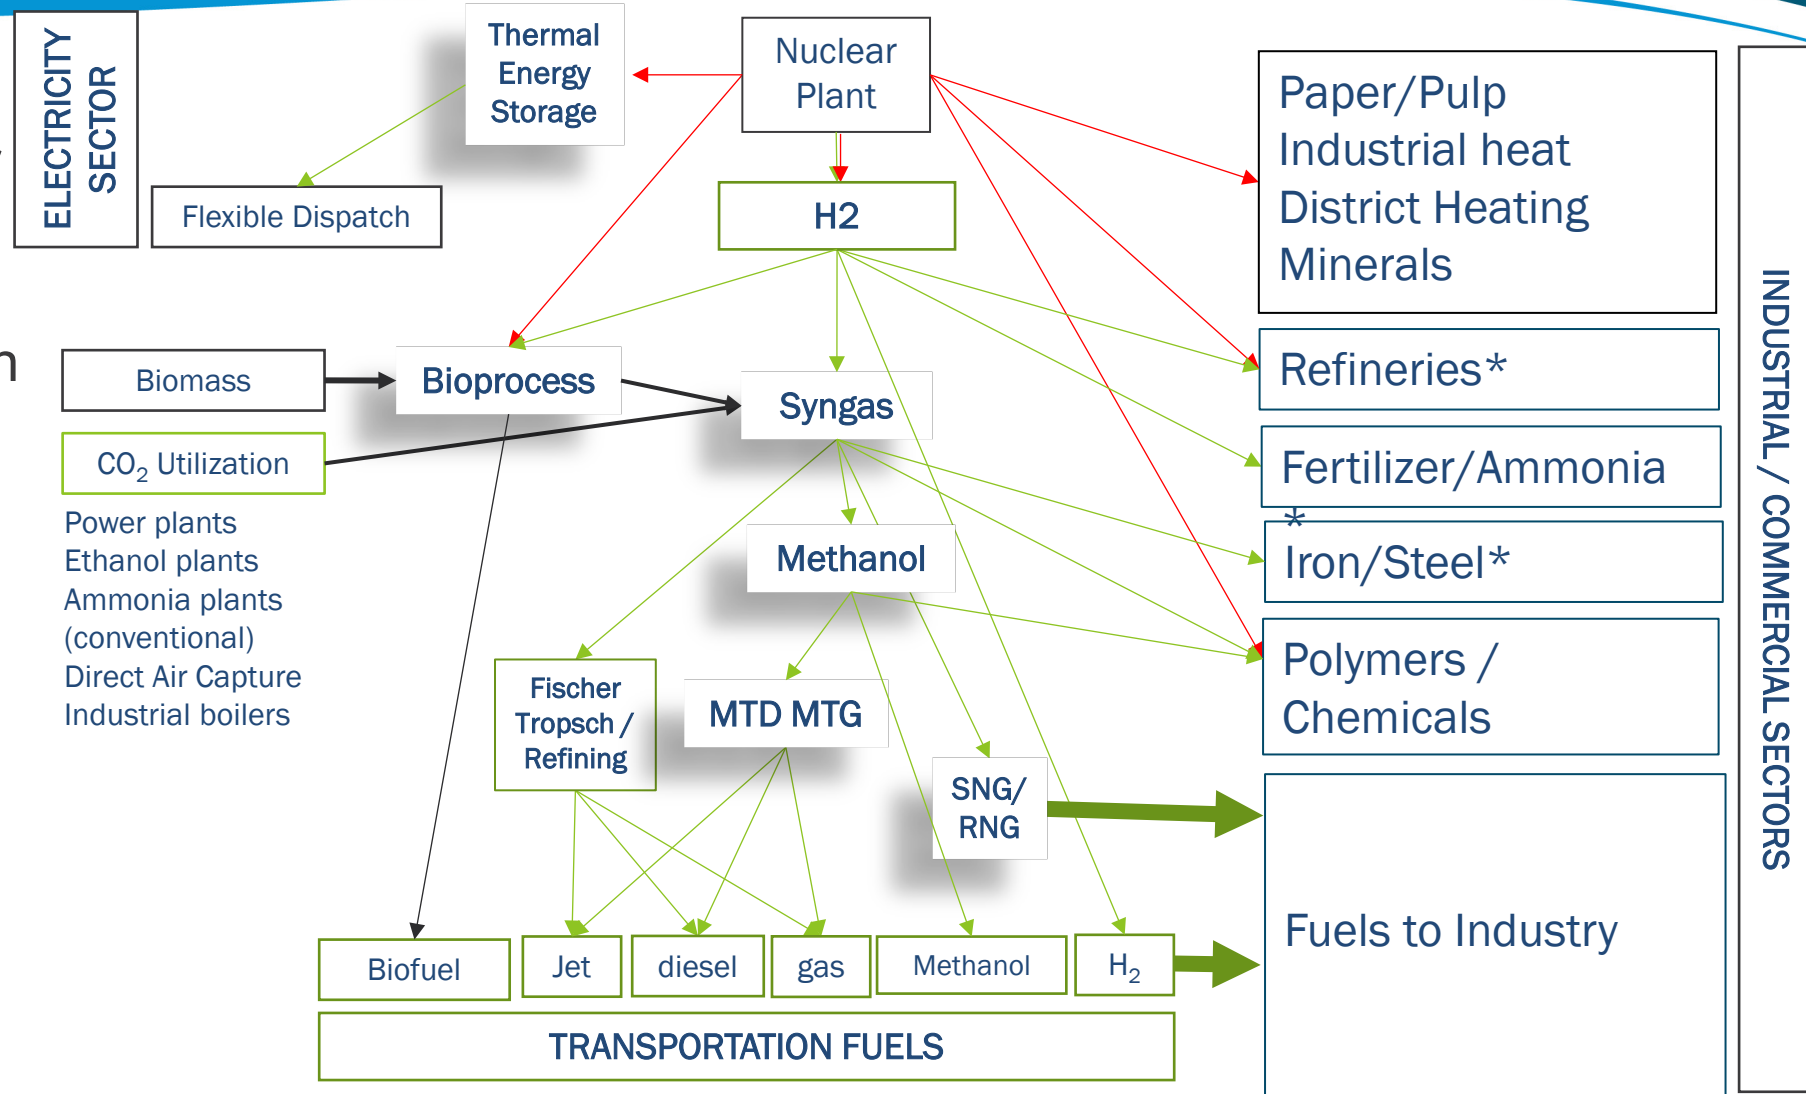 ELECTRICITY
SECTOR
Thermal
Energy
Storage
Nuclear
Plant
Flexible Dispatch
H2
Paper/Pulp
Industrial heat
District Heating
Minerals
Biomass
Bioprocess
Syngas
Refineries*
CO₂ Utilization
Fertilizer/Ammonia
*
Power plants
Ethanol plants
Ammonia plants
(conventional)
Direct Air Capture
Industrial boilers
Methanol
Iron/Steel*
Fischer
Tropsch /
Refining
MTD MTG
Polymers /
Chemicals
SNG/
RNG
Fuels to Industry
Biofuel
Jet
diesel
gas
Methanol
H₂
TRANSPORTATION FUELS
INDUSTRIAL / COMMERCIAL SECTORS